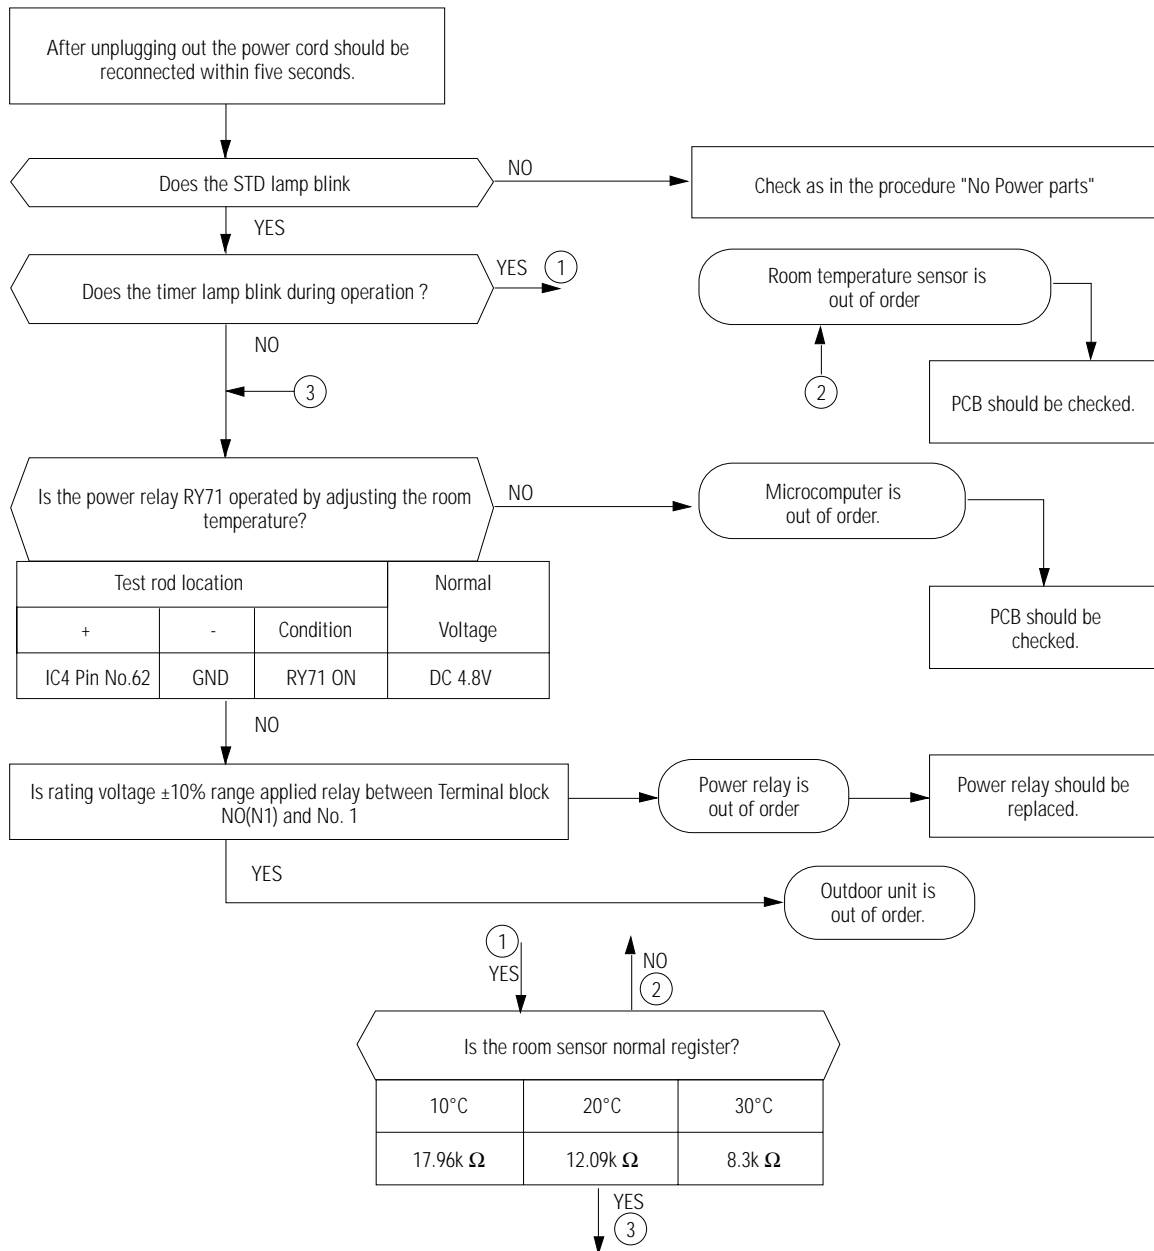 After unplugging out the power cord should be
reconnected within five seconds.
Does the STD lamp blink
NO
Check as in the procedure "No Power parts"
YES
Does the timer lamp blink during operation ?
YES 1
Room temperature sensor is
out of order
NO
3
2
PCB should be checked.
Is the power relay RY71 operated by adjusting the room
temperature?
NO
Microcomputer is
out of order.
PCB should be
checked.
Test rod location
Normal
+ - Condition Voltage
IC4 Pin No.62 GND RY71 ON DC 4.8V
NO
Is rating voltage ±10% range applied relay between Terminal block
NO(N1) and No. 1
Power relay is
out of order
Power relay should be
replaced.
YES
Outdoor unit is
out of order.
1
YES
NO
2
Is the room sensor normal register?
10°C 20°C 30°C
17.96k Ω 12.09k Ω 8.3k Ω
YES
3